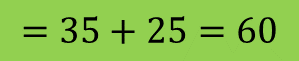 = 35 + 25 = 60